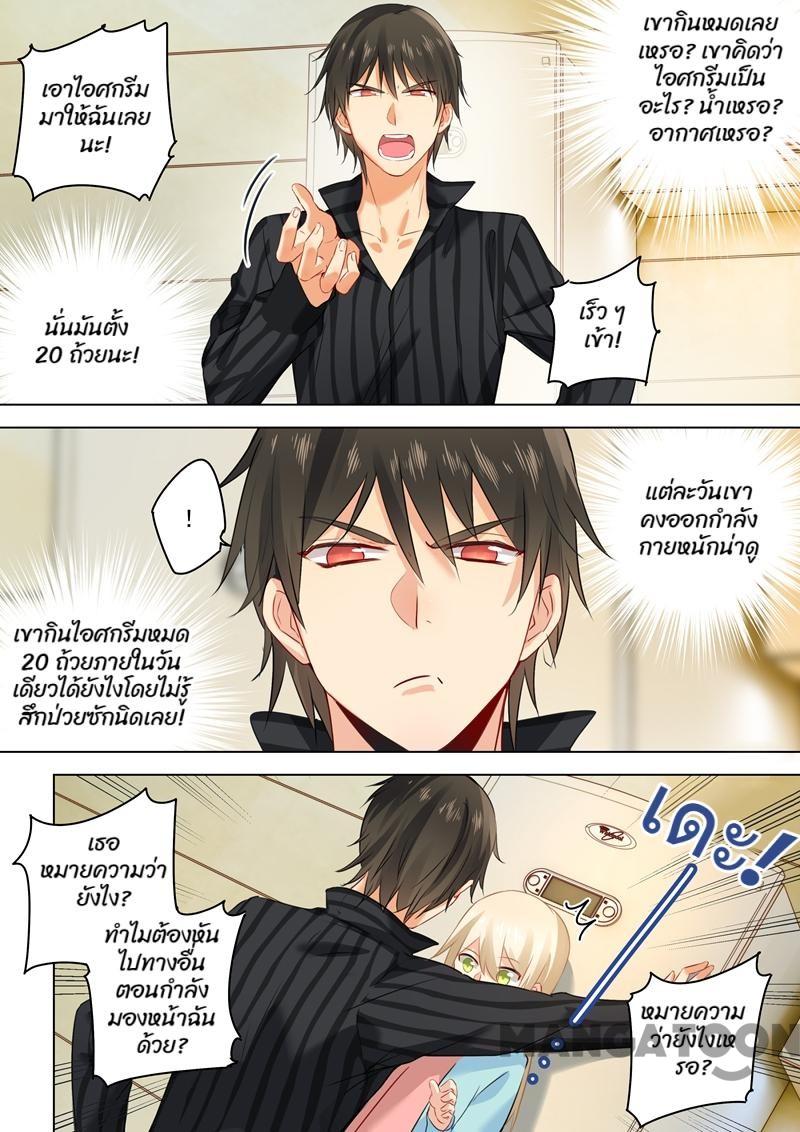 เอาไอศกรีม
มาให้ฉันเลย
นะ!
เขากินหมดเลย
เหรอ? เขาคิดว่า
ไอศกรีมเป็น
อะไร? น้ำเหรอ?
อากาศเหรอ?
นั่นมันตั้ง
20 ถ้วยนะ!
เร็ว ๆ
เข้า!
!
แต่ละวันเขา
คงออกกำลัง
กายหนักน่าดู
เขากินไอศกรีมหมด
20 ถ้วยภายในวัน
เดียวได้ยังไงโดยไม่รู้
สึกป่วยซักนิดเลย!
เธอ
หมายความว่า
ยังไง?
ทำไมต้องหัน
ไปทางอื่น
ตอนกำลัง
มองหน้าฉัน
ด้วย?
เดะ!
หมายความ
ว่ายังไงเห
รอ?
MANGATOON